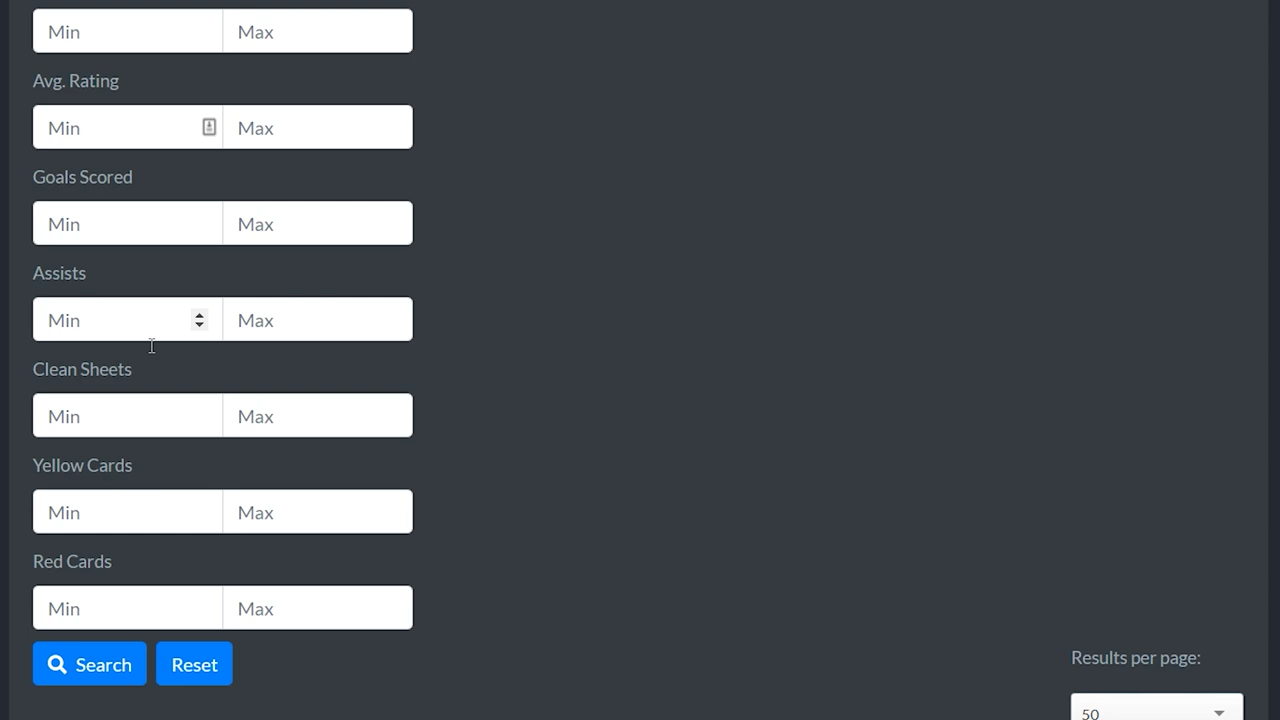 Min Max
Avg. Rating
Min Max
Goals Scored
Min Max
Assists
Min Max
Clean Sheets
Min Max
Yellow Cards
Min Max
Red Cards
Min Max
Search Reset
Results per page:
50